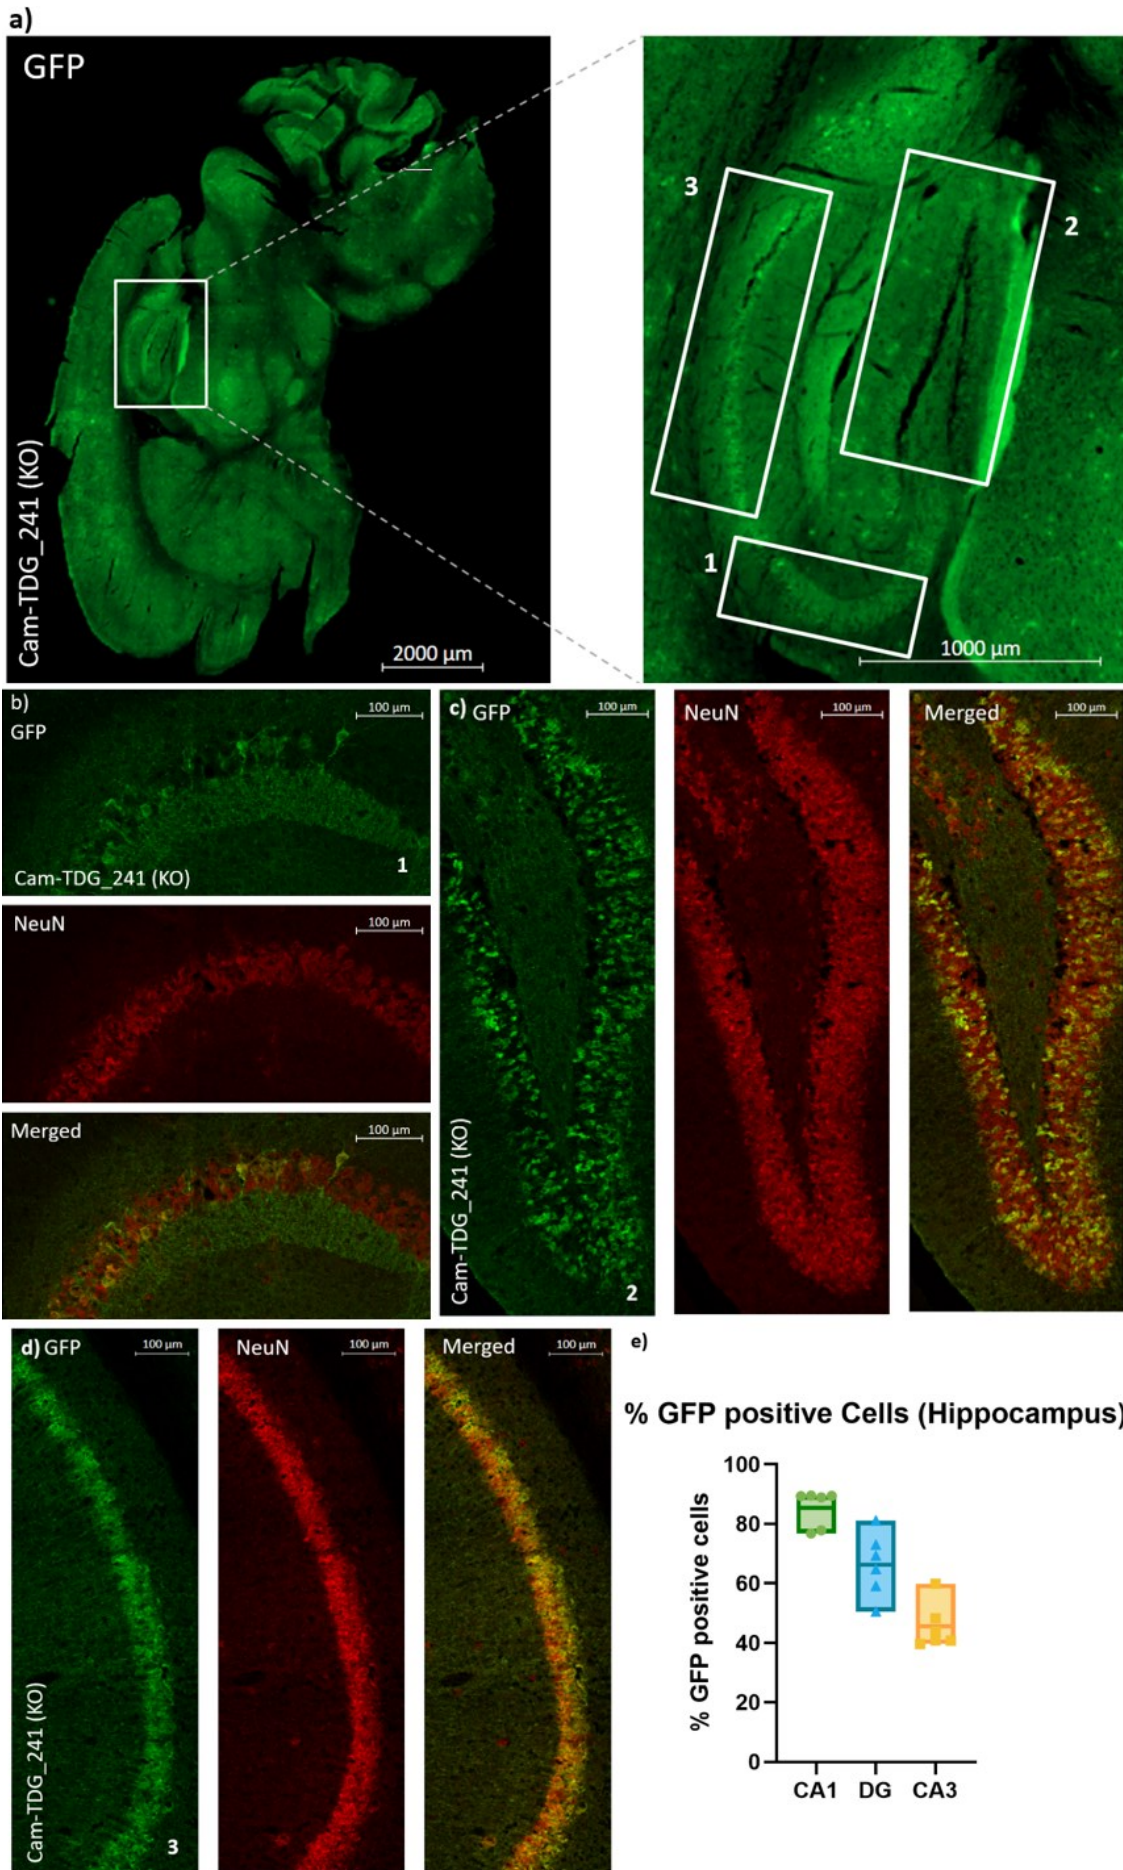 a)
GFP
Cam-TDG_241 (KO)
2000 µm
3
2
1
1000 µm
b)
GFP
100 µm
Cam-TDG_241 (KO)
1
NeuN
100 µm
Merged
100 µm
c) GFP
100 µm
Cam-TDG_241 (KO)
2
NeuN
100 µm
Merged
100 µm
d) GFP
100 µm
Cam-TDG_241 (KO)
3
NeuN
100 µm
Merged
100 µm
e)
% GFP positive Cells (Hippocampus)
% GFP positive cells
100
80
60
40
20
0
CA1 DG CA3